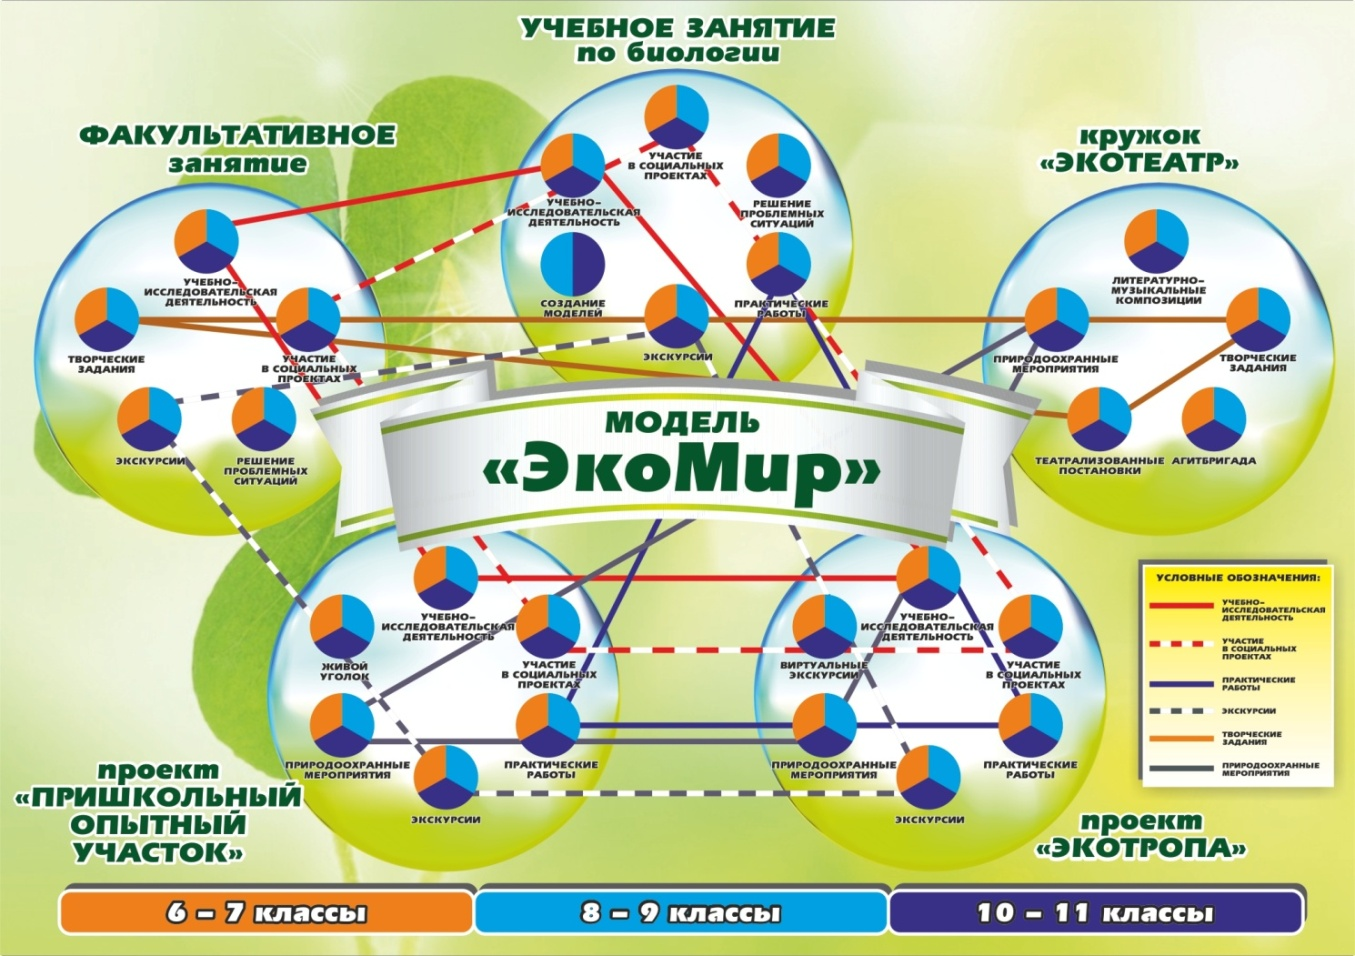 УЧЕБНОЕ ЗАНЯТИЕ
по биологии
ФАКУЛЬТАТИВНОЕ
занятие
кружок
«ЭКОТЕАТР»
УЧАСТИЕ
В СОЦИАЛЬНЫХ
ПРОЕКТАХ
УЧЕБНО-
ИССЛЕДОВАТЕЛЬСКАЯ
ДЕЯТЕЛЬНОСТЬ
РЕШЕНИЕ
ПРОБЛЕМНЫХ
СИТУАЦИЙ
СОЗДАНИЕ
МОДЕЛЕЙ
ПРАКТИЧЕСКИЕ
РАБОТЫ
ЭКСКУРСИИ
УЧЕБНО-
ИССЛЕДОВАТЕЛЬСКАЯ
ДЕЯТЕЛЬНОСТЬ
ТВОРЧЕСКИЕ
ЗАДАНИЯ
УЧАСТИЕ
В СОЦИАЛЬНЫХ
ПРОЕКТАХ
ЭКСКУРСИИ
РЕШЕНИЕ
ПРОБЛЕМНЫХ
СИТУАЦИЙ
ЛИТЕРАТУРНО-
МУЗЫКАЛЬНЫЕ
КОМПОЗИЦИИ
ПРИРОДООХРАННЫЕ
МЕРОПРИЯТИЯ
ТВОРЧЕСКИЕ
ЗАДАНИЯ
ТЕАТРАЛИЗОВАННЫЕ
ПОСТАНОВКИ
АГИТБРИГАДА
МОДЕЛЬ
«ЭкоМир»
УЧЕБНО-
ИССЛЕДОВАТЕЛЬСКАЯ
ДЕЯТЕЛЬНОСТЬ
ЖИВОЙ
УГОЛОК
УЧАСТИЕ
В СОЦИАЛЬНЫХ
ПРОЕКТАХ
ПРИРОДООХРАННЫЕ
МЕРОПРИЯТИЯ
ПРАКТИЧЕСКИЕ
РАБОТЫ
ЭКСКУРСИИ
УЧЕБНО-
ИССЛЕДОВАТЕЛЬСКАЯ
ДЕЯТЕЛЬНОСТЬ
ВИРТУАЛЬНЫЕ
ЭКСКУРСИИ
УЧАСТИЕ
В СОЦИАЛЬНЫХ
ПРОЕКТАХ
ПРИРОДООХРАННЫЕ
МЕРОПРИЯТИЯ
ПРАКТИЧЕСКИЕ
РАБОТЫ
ЭКСКУРСИИ
УСЛОВНЫЕ ОБОЗНАЧЕНИЯ:
УЧЕБНО-
ИССЛЕДОВАТЕЛЬСКАЯ
ДЕЯТЕЛЬНОСТЬ
УЧАСТИЕ
В СОЦИАЛЬНЫХ
ПРОЕКТАХ
ПРАКТИЧЕСКИЕ
РАБОТЫ
ЭКСКУРСИИ
ТВОРЧЕСКИЕ
ЗАДАНИЯ
ПРИРОДООХРАННЫЕ
МЕРОПРИЯТИЯ
проект
«ПРИШКОЛЬНЫЙ
ОПЫТНЫЙ
УЧАСТОК»
проект
«ЭКОТРОПА»
6 – 7 классы
8 – 9 классы
10 – 11 классы